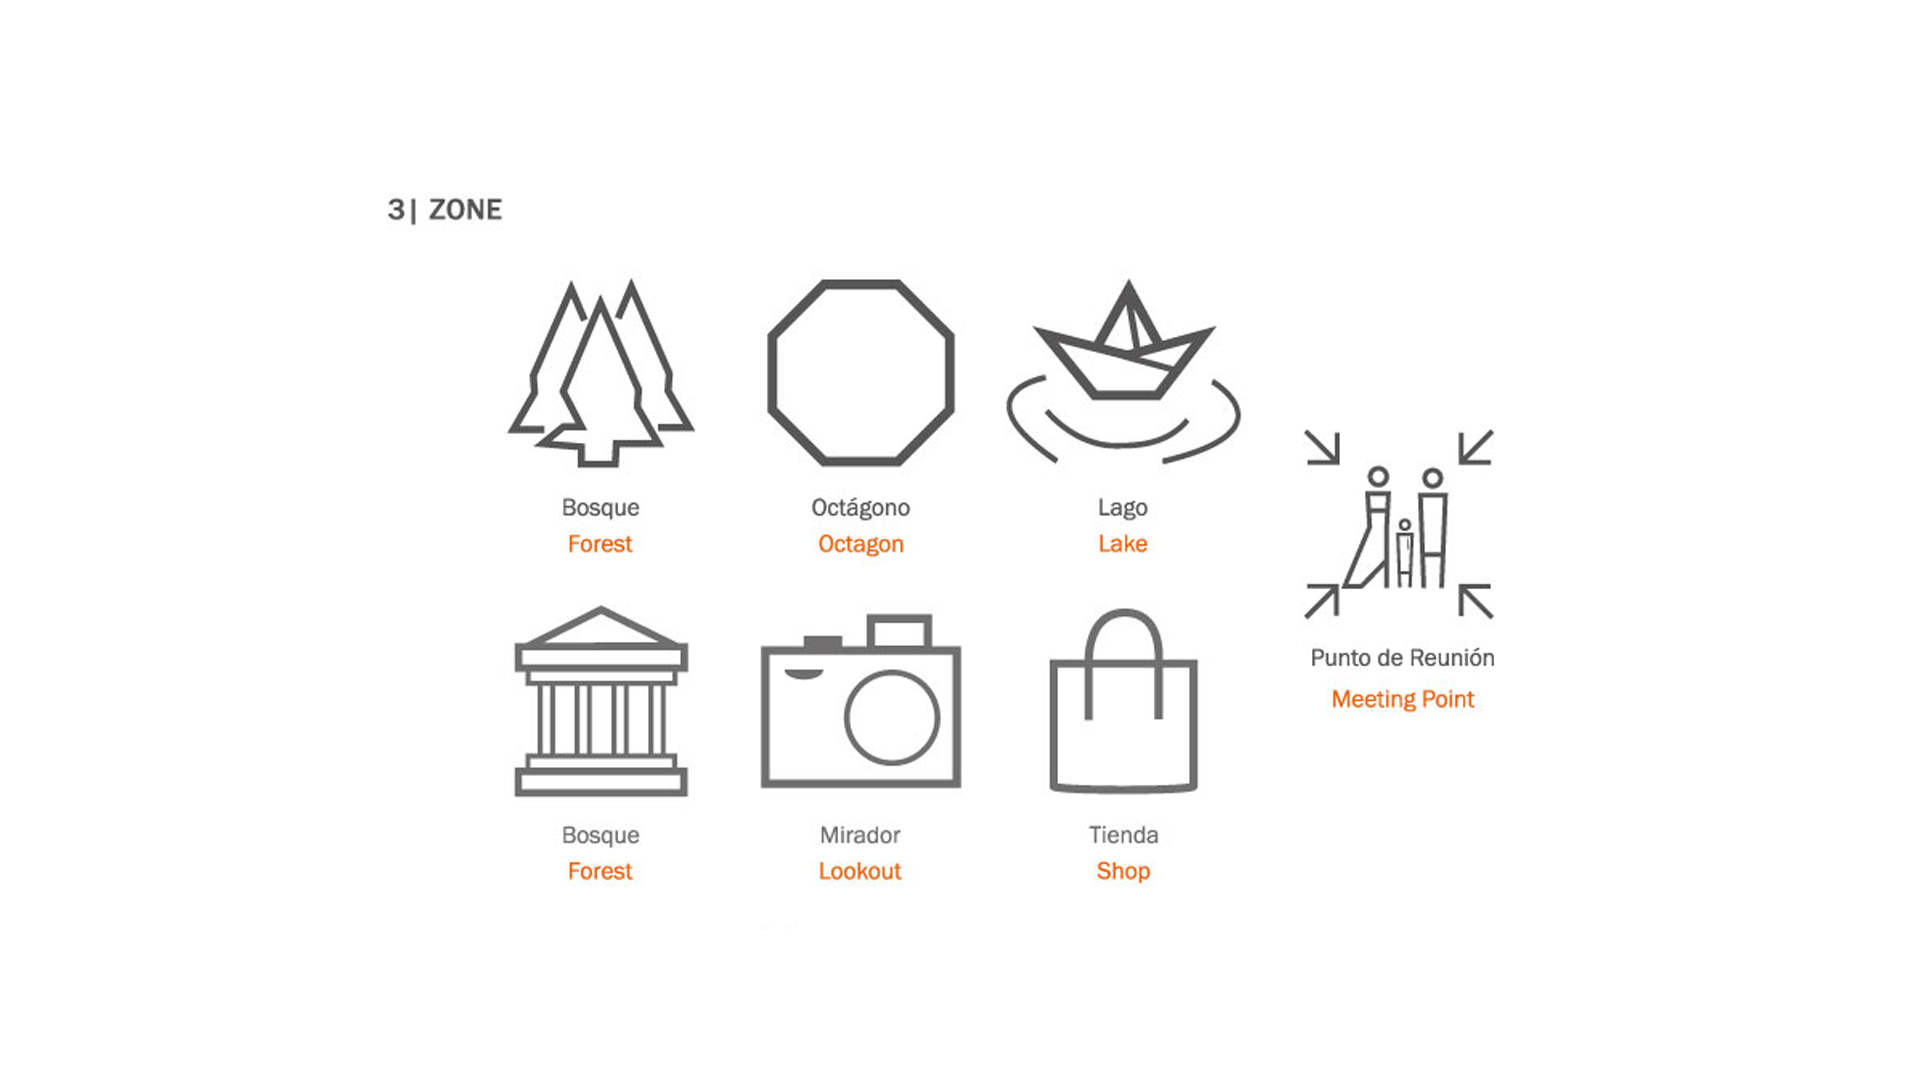 3| ZONE
Bosque
Forest
Octágono
Octagon
Lago
Lake
Punto de Reunión
Meeting Point
Bosque
Forest
Mirador
Lookout
Tienda
Shop